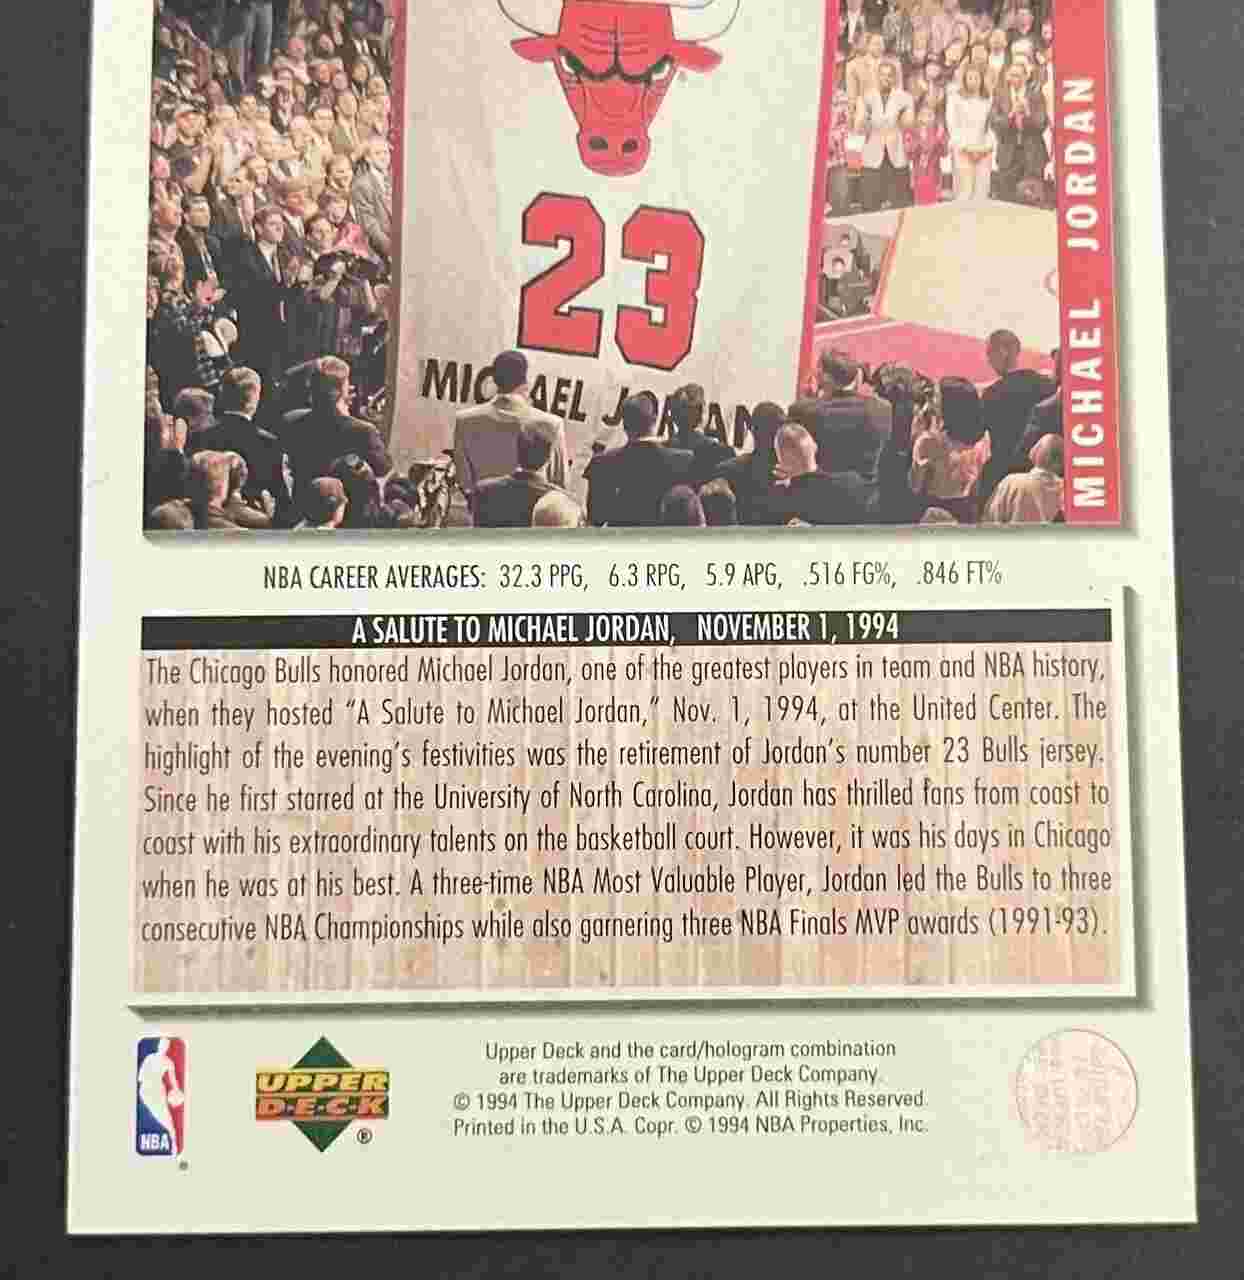 23
MICHAEL JORDAN
MICHAEL JORDAN
NBA CAREER AVERAGES: 32.3 PPG, 6.3 RPG, 5.9 APG, .516 FG%, .846 FT%
A SALUTE TO MICHAEL JORDAN, NOVEMBER 1, 1994
The Chicago Bulls honored Michael Jordan, one of the greatest players in team and NBA history,
when they hosted “A Salute to Michael Jordan,” Nov. 1, 1994, at the United Center. The
highlight of the evening’s festivities was the retirement of Jordan’s number 23 Bulls jersey.
Since he first starred at the University of North Carolina, Jordan has thrilled fans from coast to
coast with his extraordinary talents on the basketball court. However, it was his days in Chicago
when he was at his best. A three-time NBA Most Valuable Player, Jordan led the Bulls to three
consecutive NBA Championships while also garnering three NBA Finals MVP awards (1991-93).
NBA
®
UPPER
D·E·C·K
®
Upper Deck and the card/hologram combination
are trademarks of The Upper Deck Company.
© 1994 The Upper Deck Company. All Rights Reserved.
Printed in the U.S.A. Copr. © 1994 NBA Properties, Inc.